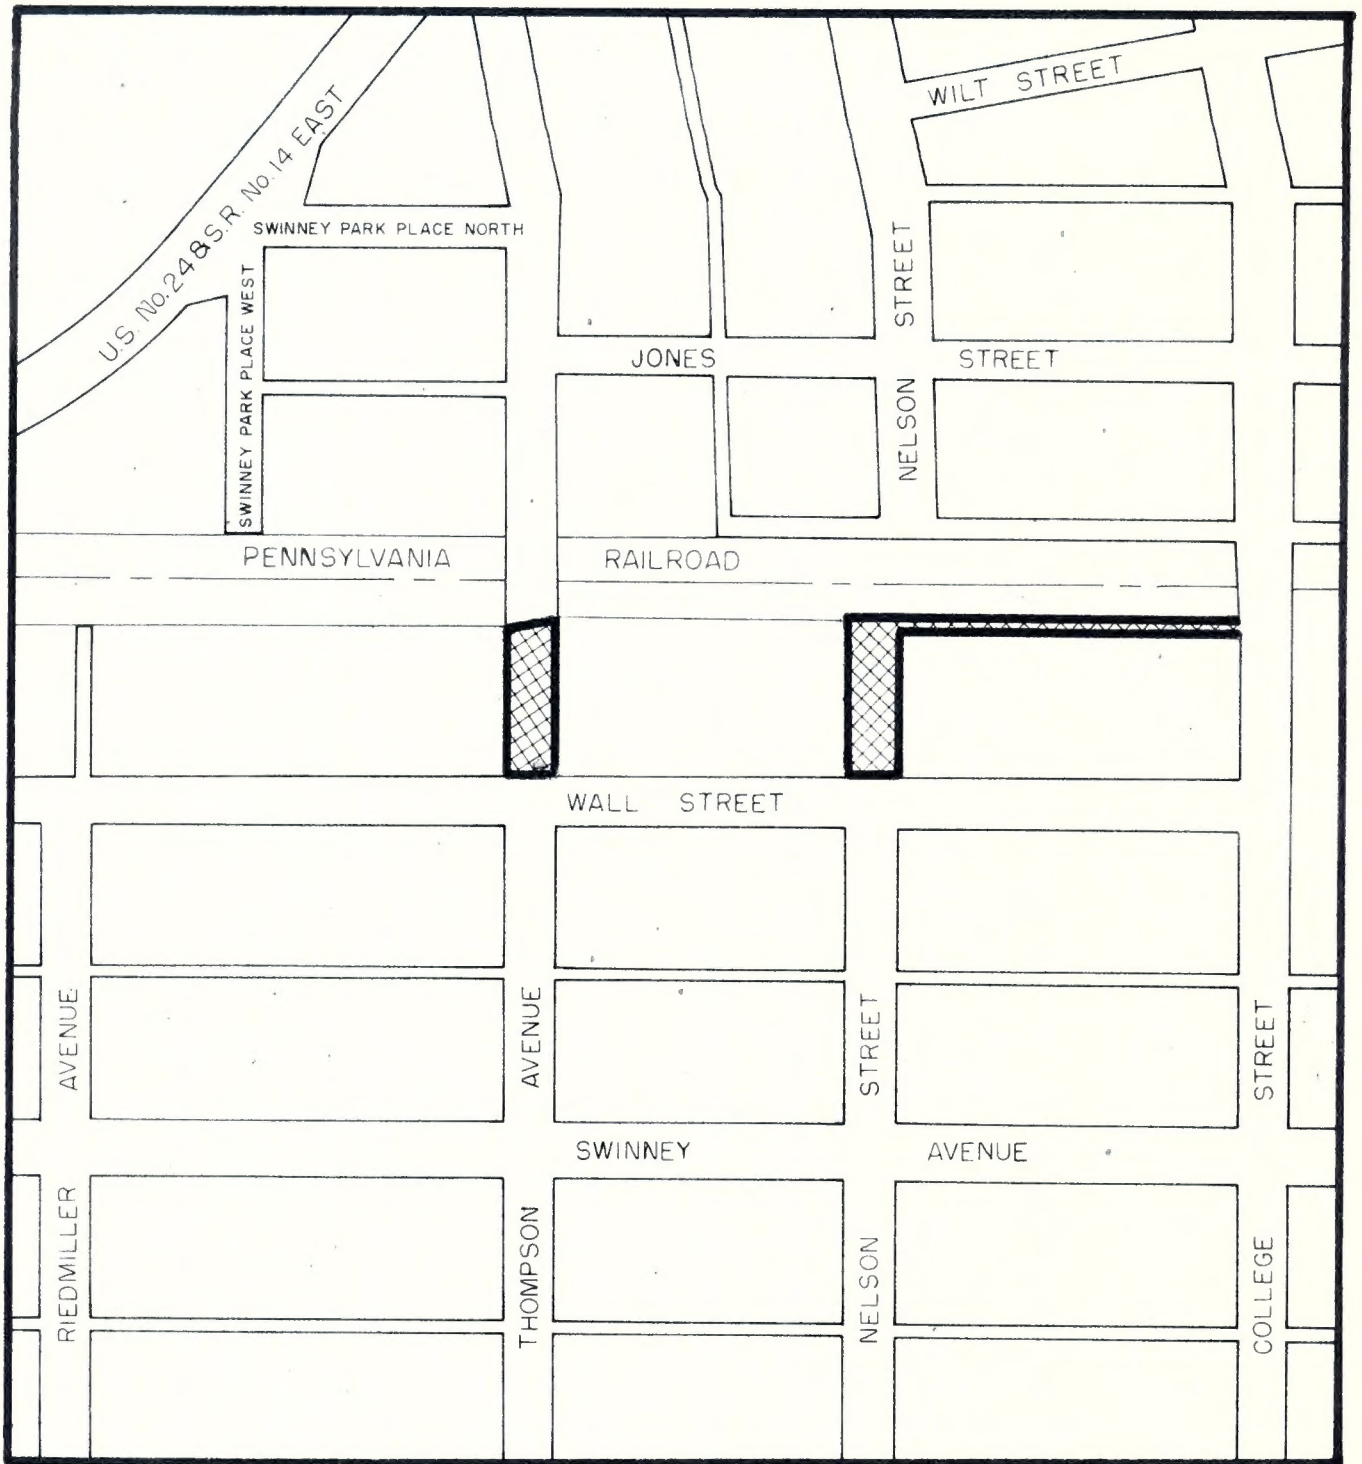 WILT STREET
U.S. No. 24 & S.R. No. 14 EAST
SWINNEY PARK PLACE NORTH
SWINNEY PARK PLACE WEST
STREET
JONES STREET
NELSON
PENNSYLVANIA RAILROAD
WALL STREET
AVENUE
AVENUE
STREET
STREET
SWINNEY AVENUE
RIEDMILLER
THOMPSON
NELSON
COLLEGE